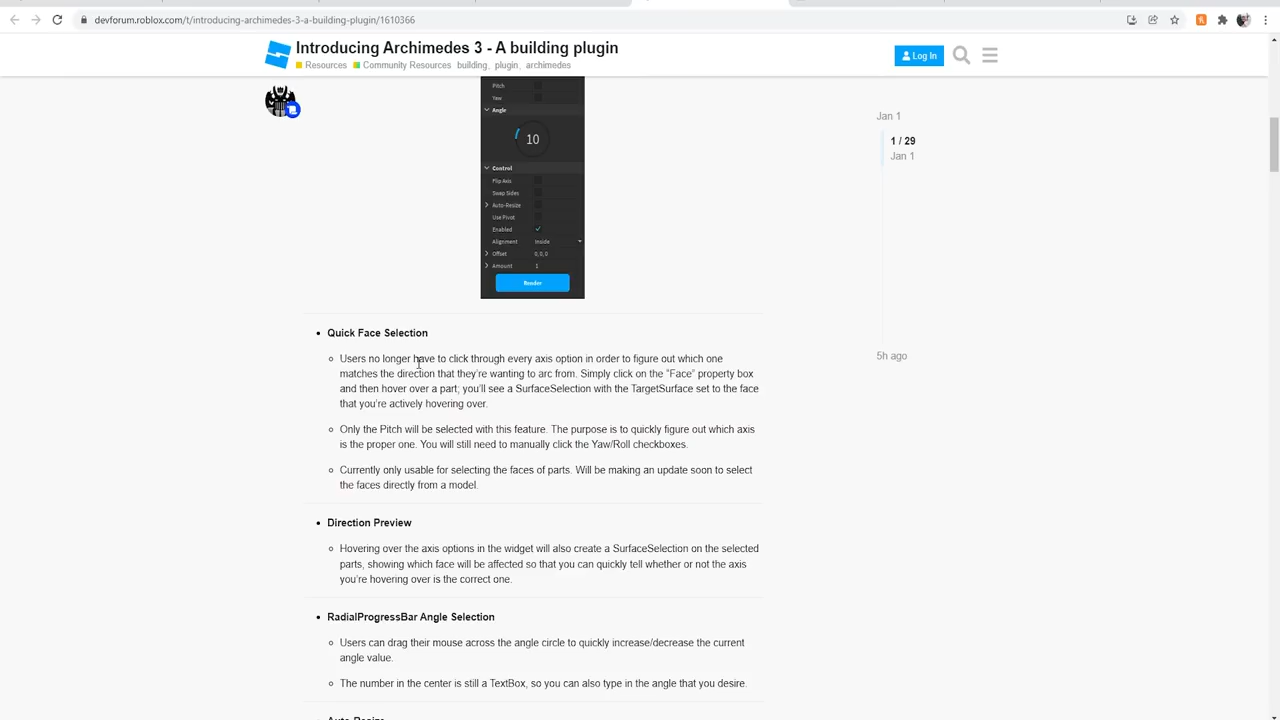 devforum.roblox.com/t/introducing-archimedes-3-a-building-plugin/1610366
Introducing Archimedes 3 - A building plugin
Resources Community Resources building, plugin, archimedes
Log In
Pitch
Yaw
Angle
10
Control
Flip Axis
Swap Sides
Auto-Resize
Use Pivot
Enabled
Alignment Inside
Offset 0,0,0
Amount 1
Render
Jan 1
1 / 29
Jan 1
5h ago
• Quick Face Selection
Users no longer have to click through every axis option in order to figure out which one
matches the direction that they're wanting to arc from. Simply click on the "Face" property box
and then hover over a part; you'll see a SurfaceSelection with the TargetSurface set to the face
that you're actively hovering over.
Only the Pitch will be selected with this feature. The purpose is to quickly figure out which axis
is the proper one. You will still need to manually click the Yaw/Roll checkboxes.
Currently only usable for selecting the faces of parts. Will be making an update soon to select
the faces directly from a model.
• Direction Preview
Hovering over the axis options in the widget will also create a SurfaceSelection on the selected
parts, showing which face will be affected so that you can quickly tell whether or not the axis
you're hovering over is the correct one.
• RadialProgressBar Angle Selection
Users can drag their mouse across the angle circle to quickly increase/decrease the current
angle value.
The number in the center is still a TextBox, so you can also type in the angle that you desire.
Auto Resize